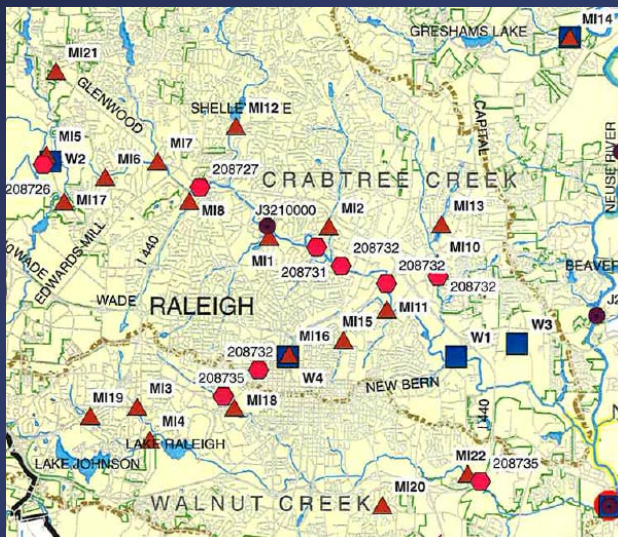 MI14
GRESHAMS LAKE
MI21
GLENWOOD
SHELLE
MI12
E
CAPITAL
NEUSE RIVER
MI5
W2
MI6
MI7
208727
CRABTREE CREEK
208726
MI17
MI8
J3210000
MI2
MI13
MI10
I 440
208732
208732
WADE
EDWARDS MILL
MI1
208731
208732
BEAVER
WADE
RALEIGH
MI11
J2
MI16
MI15
W1
W3
208732
W4
208735
NEW BERN
MI19
MI3
MI18
MI4
I 440
LAKE RALEIGH
LAKE JOHNSON
MI22
208735
WALNUT CREEK
MI20